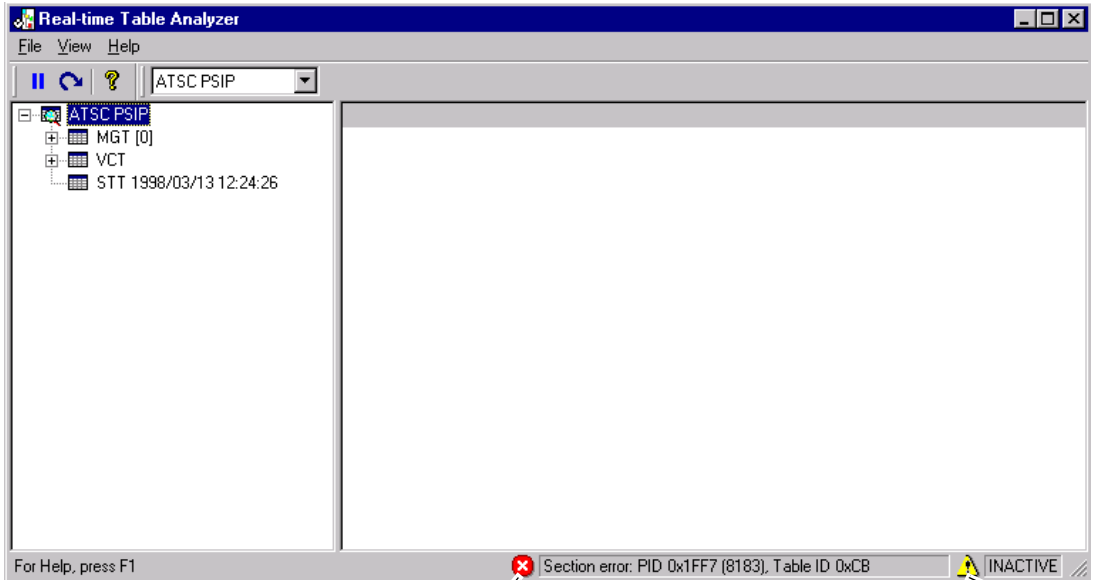 Real-time Table Analyzer
File View Help
ATSC PSIP
ATSC PSIP
MGT [0]
VCT
STT 1998/03/13 12:24:26
For Help, press F1
Section error: PID 0x1FF7 (8183), Table ID 0xCB
INACTIVE